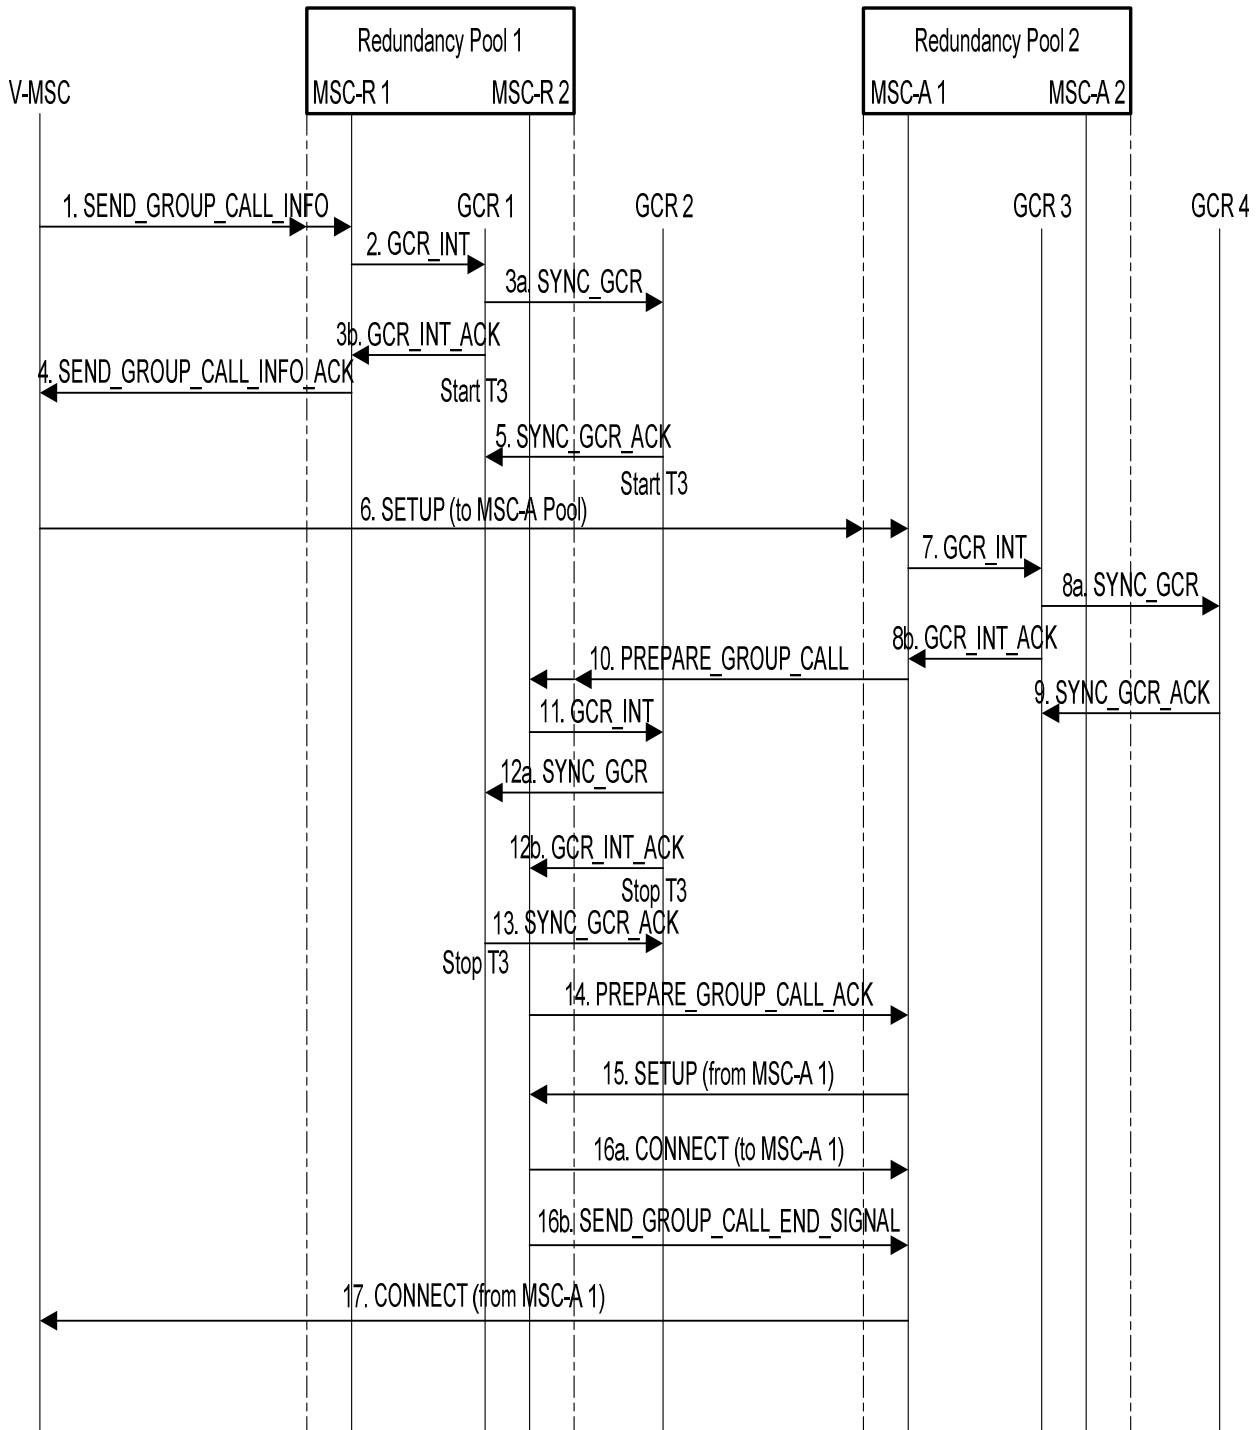 Redundancy Pool 1
Redundancy Pool 2
V-MSC
MSC-R 1
MSC-R 2
MSC-A 1
MSC-A 2
1. SEND_GROUP_CALL_INFO
GCR 1
GCR 2
GCR 3
GCR 4
2. GCR_INT
3a. SYNC_GCR
3b. GCR_INT_ACK
4. SEND_GROUP_CALL_INFO_ACK
Start T3
5. SYNC_GCR_ACK
Start T3
6. SETUP (to MSC-A Pool)
7. GCR_INT
8a. SYNC_GCR
8b. GCR_INT_ACK
10. PREPARE_GROUP_CALL
9. SYNC_GCR_ACK
11. GCR_INT
12a. SYNC_GCR
12b. GCR_INT_ACK
Stop T3
13. SYNC_GCR_ACK
Stop T3
14. PREPARE_GROUP_CALL_ACK
15. SETUP (from MSC-A 1)
16a. CONNECT (to MSC-A 1)
16b. SEND_GROUP_CALL_END_SIGNAL
17. CONNECT (from MSC-A 1)